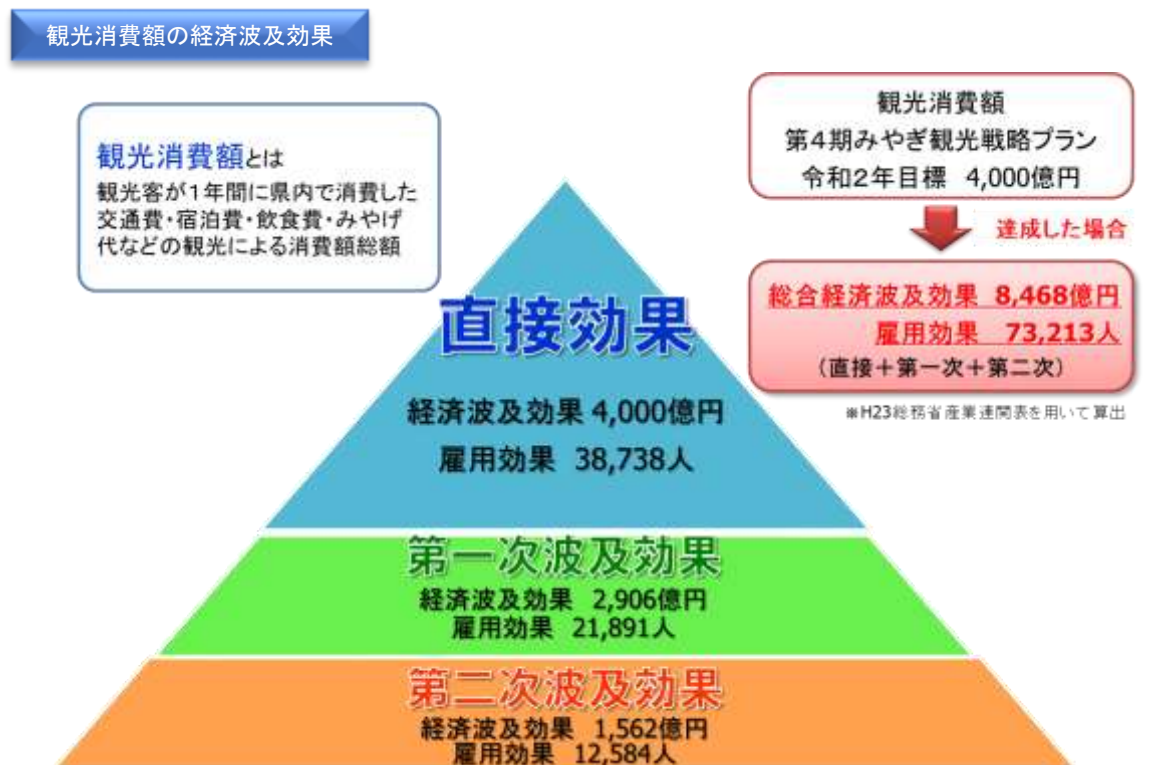 観光消費額の経済波及効果
観光消費額とは
観光客が1年間に県内で消費した
交通費・宿泊費・飲食費・みやげ
代などの観光による消費額総額
観光消費額
第4期みやぎ観光戦略プラン
令和2年目標 4,000億円
達成した場合
総合経済波及効果 8,468億円
雇用効果 73,213人
(直接+第一次+第二次)
※H23総務省産業連関表を用いて算出
直接効果
経済波及効果 4,000億円
雇用効果 38,738人
第一次波及効果
経済波及効果 2,906億円
雇用効果 21,891人
第二次波及効果
経済波及効果 1,562億円
雇用効果 12,584人